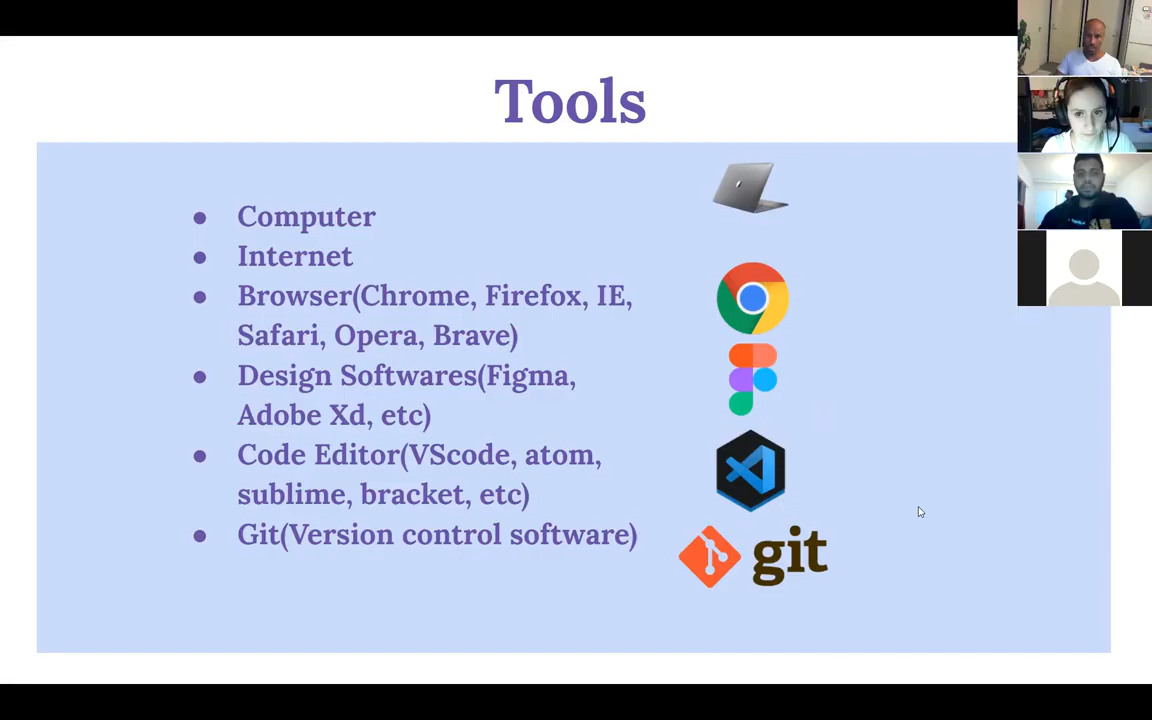 Tools
Computer
Internet
Browser(Chrome, Firefox, IE,
Safari, Opera, Brave)
Design Softwares(Figma,
Adobe Xd, etc)
Code Editor(VScode, atom,
sublime, bracket, etc)
Git(Version control software)
git